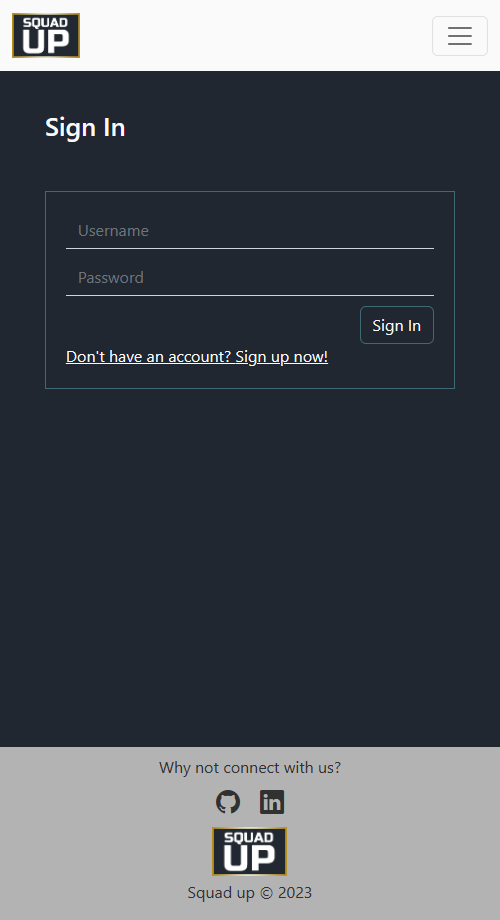 SQUAD
UP
Sign In
Username
Password
Sign In
Don't have an account? Sign up now!
Why not connect with us?
in
SQUAD
UP
Squad up © 2023